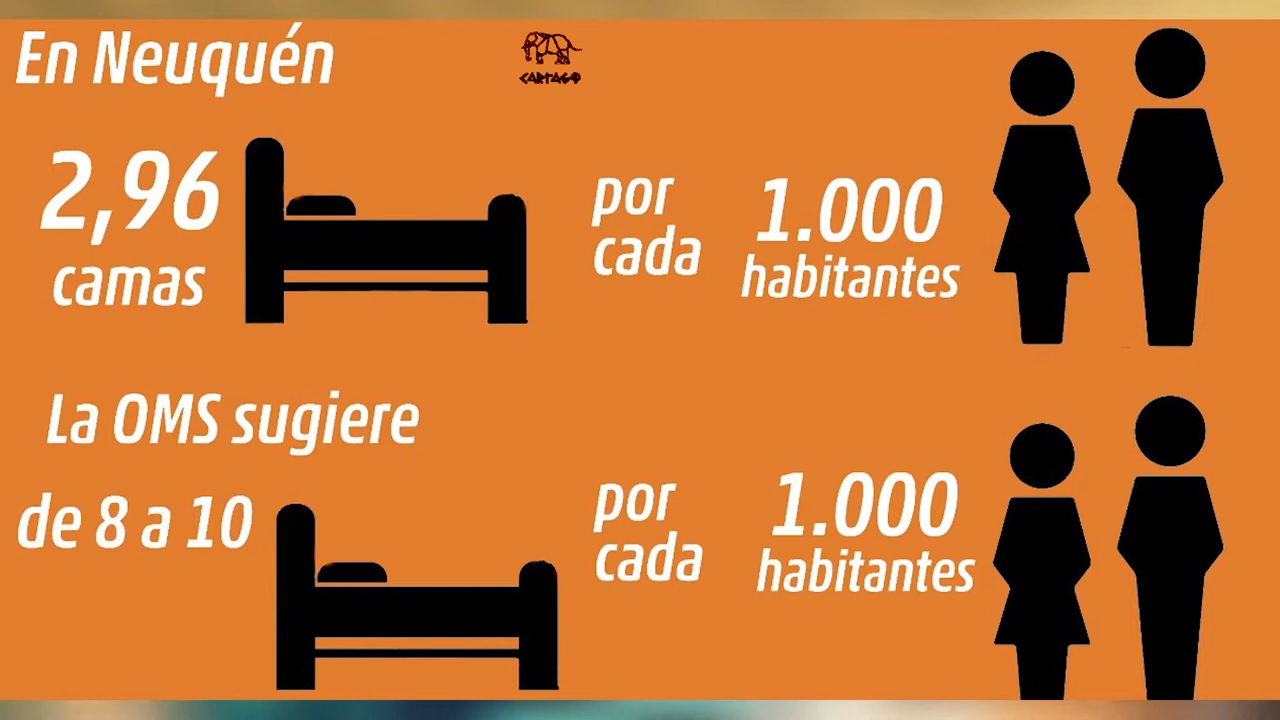 En Neuquén
CARTAGO
2,96
camas
por
cada
1.000
habitantes
La OMS sugiere
de 8 a 10
por
cada
1.000
habitantes